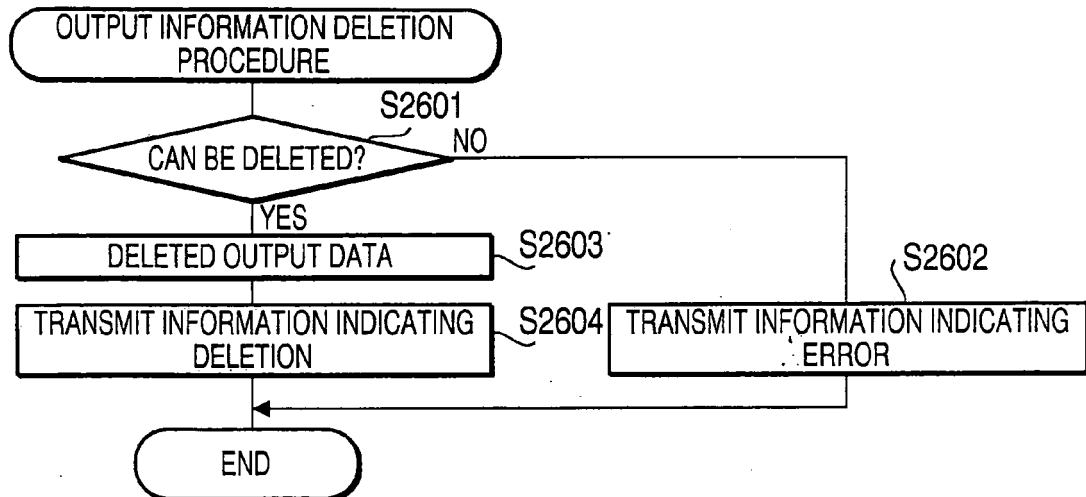 OUTPUT INFORMATION DELETION
PROCEDURE
S2601
CAN BE DELETED?
NO
YES
DELETED OUTPUT DATA
S2603
S2602
TRANSMIT INFORMATION INDICATING
DELETION
S2604
TRANSMIT INFORMATION INDICATING
ERROR
END